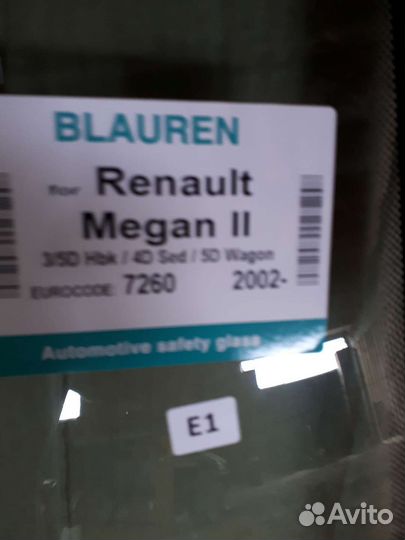 BLAUREN
for Renault
Megan II
3/5D Hbk / 4D Sed / 5D Wagon
EUROCODE: 7260 2002-
Automotive safety glass
E1
Avito